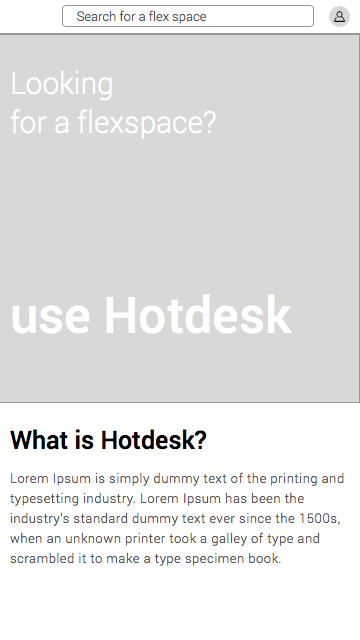 Search for a flex space
Looking
for a flexspace?
use Hotdesk
What is Hotdesk?
Lorem Ipsum is simply dummy text of the printing and
typesetting industry. Lorem Ipsum has been the
industry's standard dummy text ever since the 1500s,
when an unknown printer took a galley of type and
scrambled it to make a type specimen book.